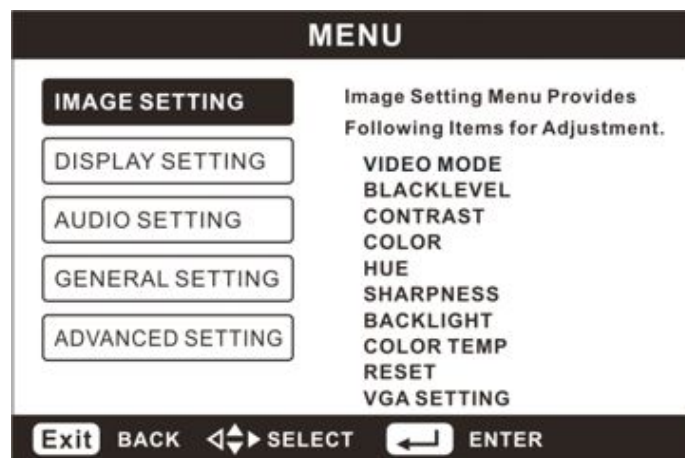 MENU
IMAGE SETTING
DISPLAY SETTING
AUDIO SETTING
GENERAL SETTING
ADVANCED SETTING
Image Setting Menu Provides
Following Items for Adjustment.
VIDEO MODE
BLACKLEVEL
CONTRAST
COLOR
HUE
SHARPNESS
BACKLIGHT
COLOR TEMP
RESET
VGA SETTING
Exit BACK SELECT ENTER